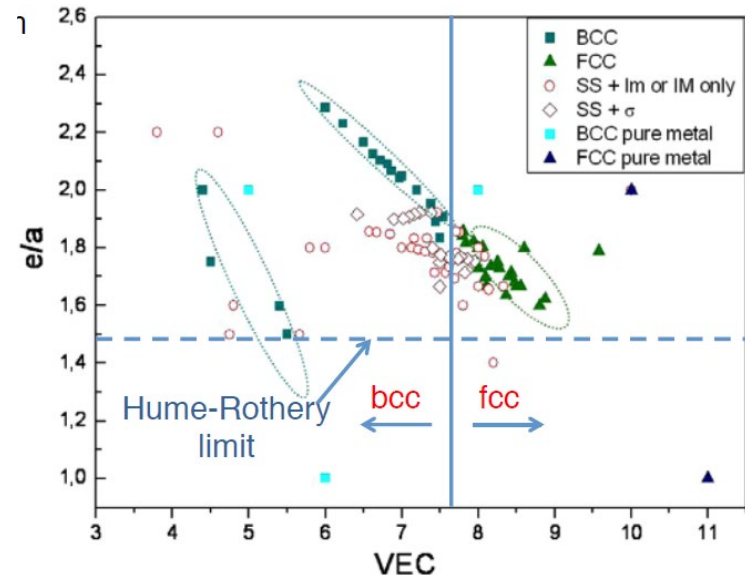 n
2,6
2,4
2,2
2,0
1,8
1,6
1,4
1,2
1,0
e/a
BCC
FCC
SS + Im or IM only
SS + σ
BCC pure metal
FCC pure metal
Hume-Rothery
limit
bcc
fcc
3 4 5 6 7 8 9 10 11
VEC